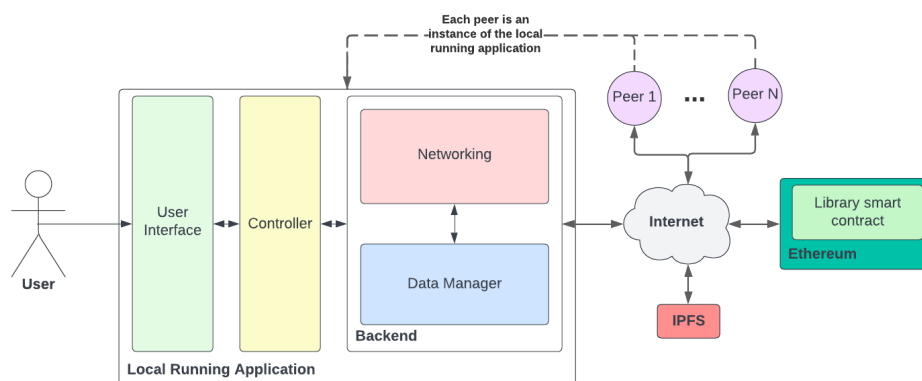 Each peer is an
instance of the local
running application
Peer 1
...
Peer N
Networking
User
Interface
Controller
Internet
Library smart
contract
Ethereum
Data Manager
User
IPFS
Backend
Local Running Application